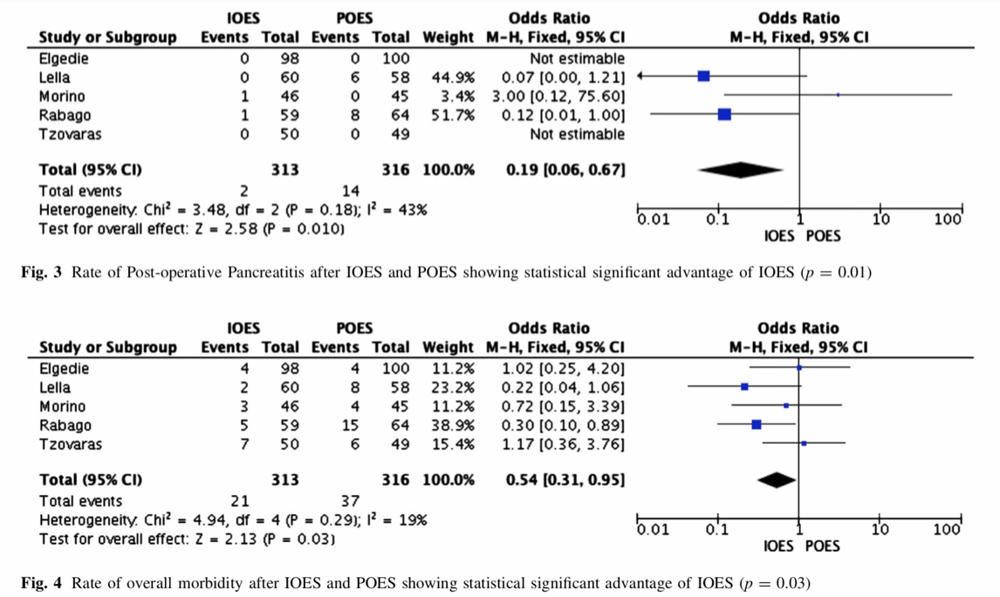 IOES POES Odds Ratio Odds Ratio
Study or Subgroup Events Total Events Total Weight M-H, Fixed, 95% CI M-H, Fixed, 95% CI
Elgedie 0 98 0 100 Not estimable
Lella 0 60 6 58 44.9% 0.07 [0.00, 1.21]
Morino 1 46 0 45 3.4% 3.00 [0.12, 75.60]
Rabago 1 59 8 64 51.7% 0.12 [0.01, 1.00]
Tzovaras 0 50 0 49 Not estimable
Total (95% CI) 313 316 100.0% 0.19 [0.06, 0.67]
Total events 2 14
Heterogeneity: Chi² = 3.48, df = 2 (P = 0.18); I² = 43%
Test for overall effect: Z = 2.58 (P = 0.010)
0.01 0.1 1 10 100
IOES POES
Fig. 3 Rate of Post-operative Pancreatitis after IOES and POES showing statistical significant advantage of IOES (p = 0.01)
IOES POES Odds Ratio Odds Ratio
Study or Subgroup Events Total Events Total Weight M-H, Fixed, 95% CI M-H, Fixed, 95% CI
Elgedie 4 98 4 100 11.2% 1.02 [0.25, 4.20]
Lella 2 60 8 58 23.2% 0.22 [0.04, 1.06]
Morino 3 46 4 45 11.2% 0.72 [0.15, 3.39]
Rabago 5 59 15 64 38.9% 0.30 [0.10, 0.89]
Tzovaras 7 50 6 49 15.4% 1.17 [0.36, 3.76]
Total (95% CI) 313 316 100.0% 0.54 [0.31, 0.95]
Total events 21 37
Heterogeneity: Chi² = 4.94, df = 4 (P = 0.29); I² = 19%
Test for overall effect: Z = 2.13 (P = 0.03)
0.01 0.1 1 10 100
IOES POES
Fig. 4 Rate of overall morbidity after IOES and POES showing statistical significant advantage of IOES (p = 0.03)